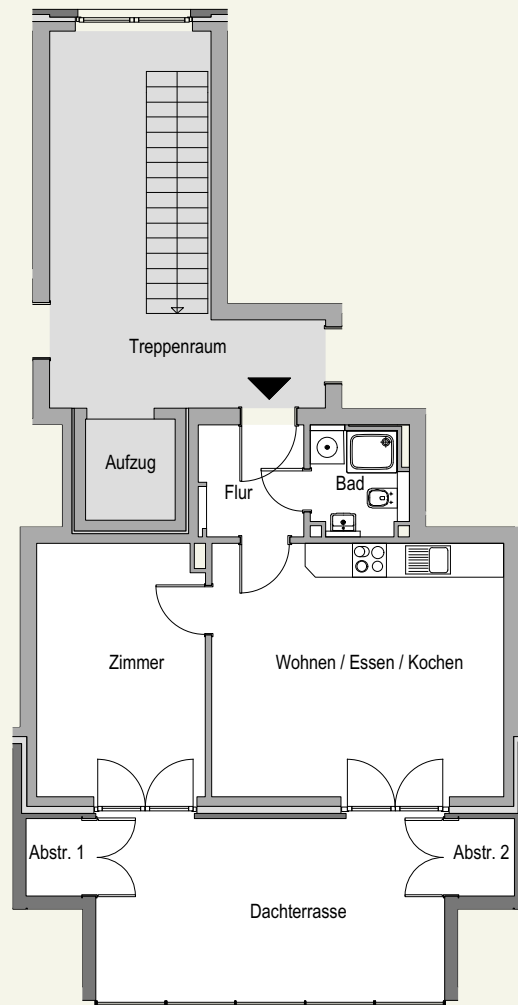 Treppenraum
Aufzug
Flur
Bad
Zimmer
Wohnen / Essen / Kochen
Abstr. 1
Abstr. 2
Dachterrasse